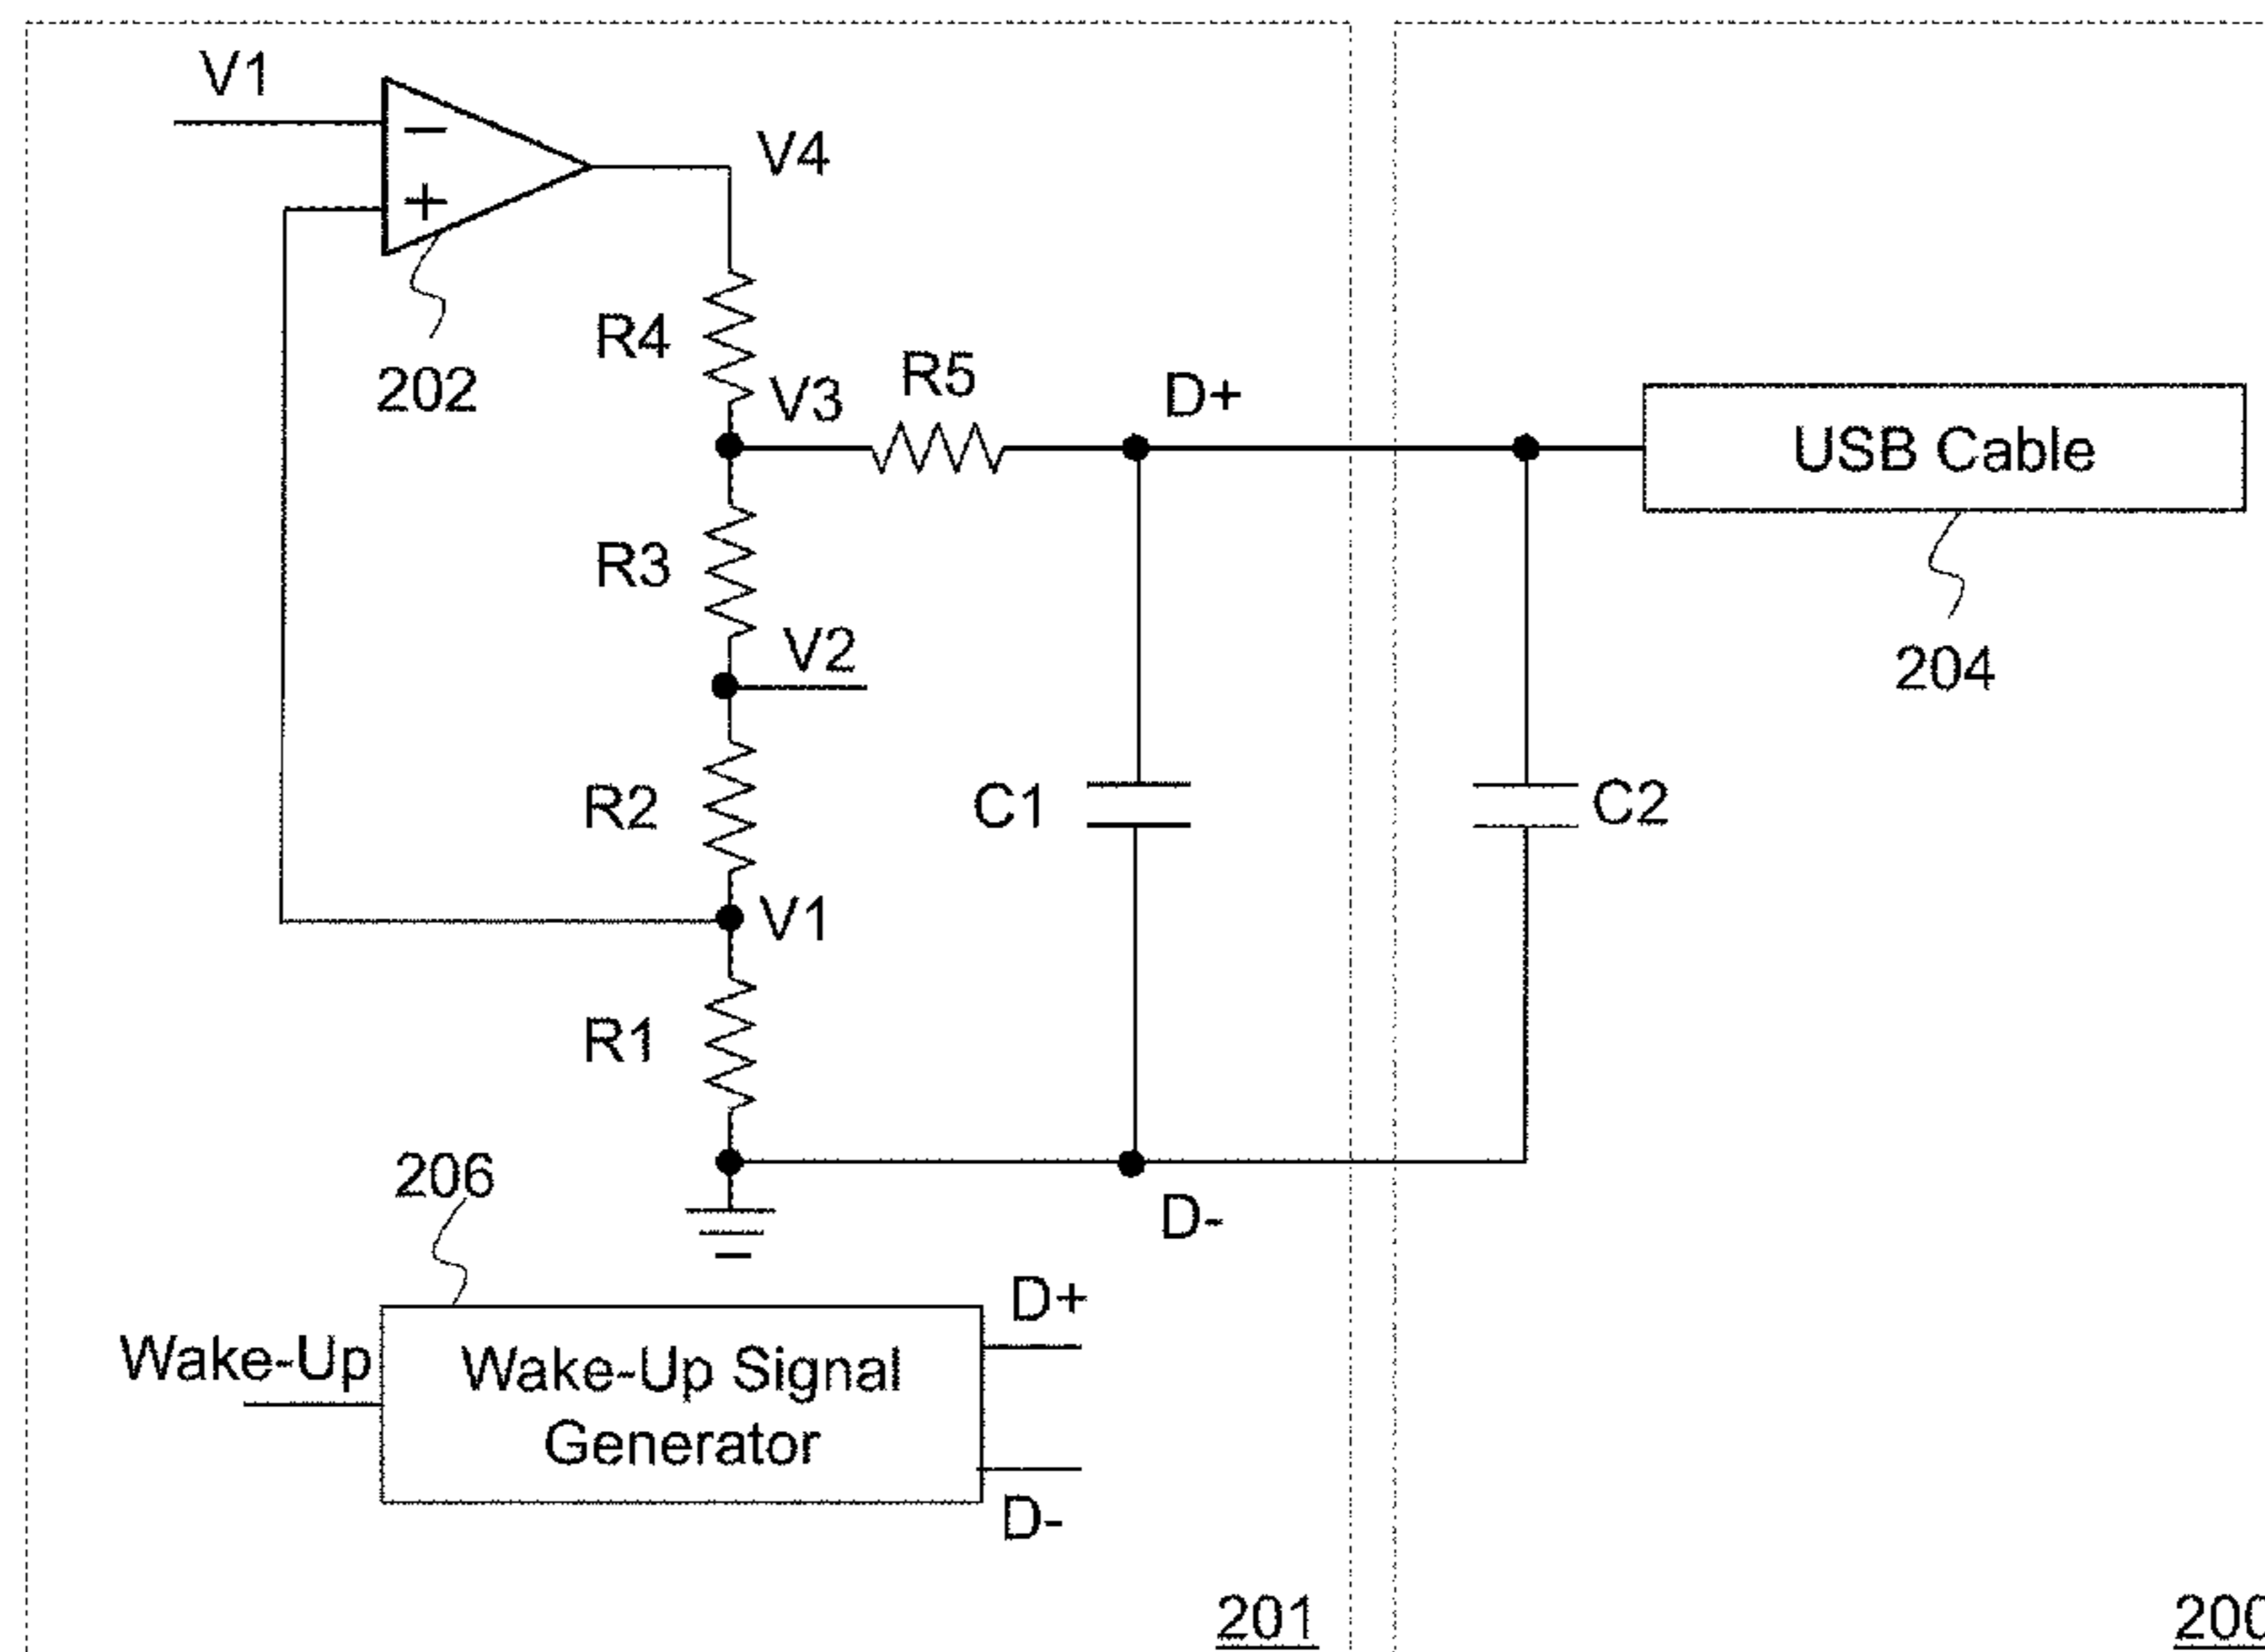 V1
−
+
V4
202
R4
V3
R5
D+
USB Cable
204
R3
V2
R2
C1
C2
V1
R1
206
D-
Wake-Up
Wake-Up Signal
Generator
D+
D-
201
200